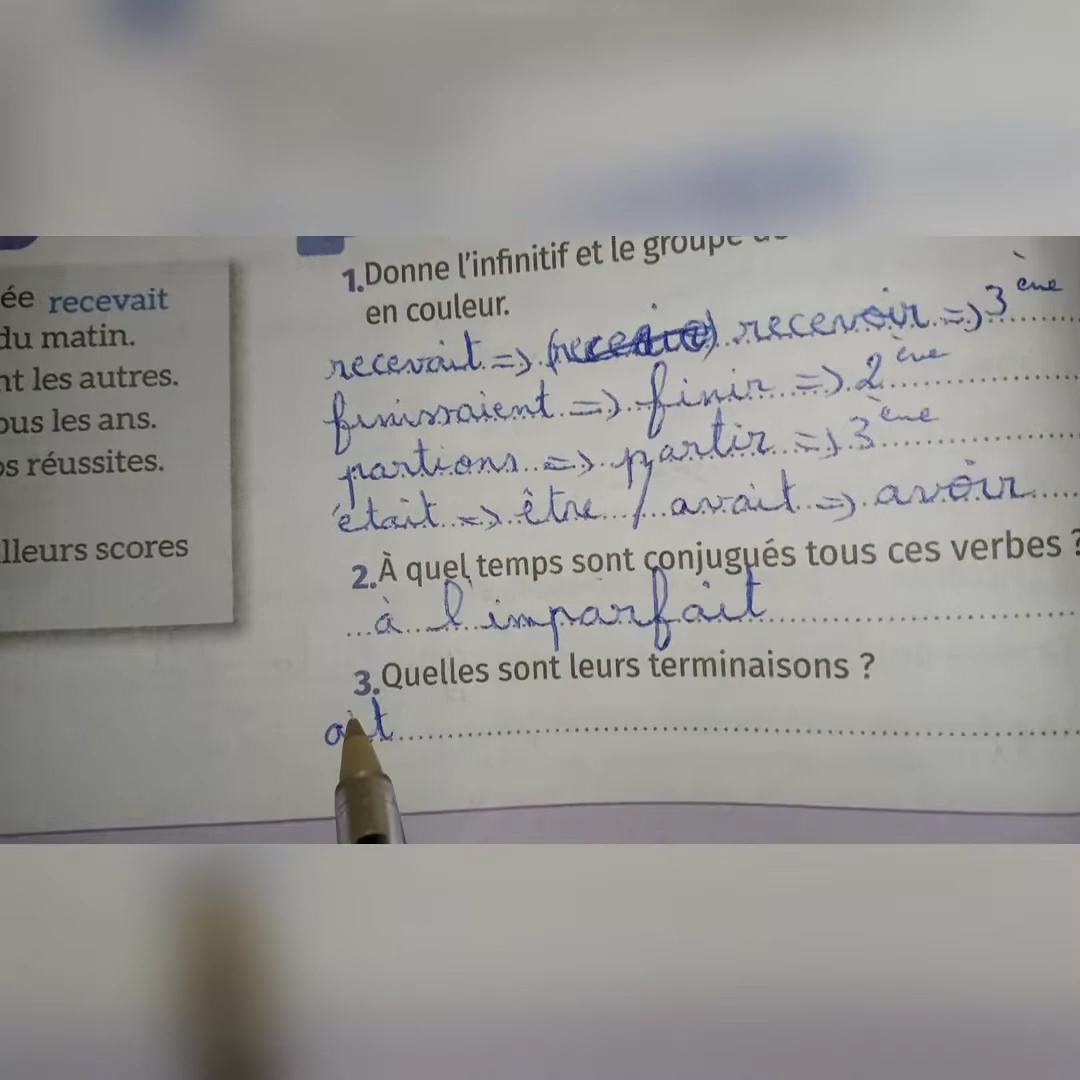 ée recevait
du matin.
nt les autres.
ous les ans.
os réussites.
lleurs scores
1. Donne l'infinitif et le groupe
en couleur.
recevait => recevoir => 3ème
finissaient => finir => 2ème
partions => partir => 3ème
était => être / avait => avoir
2. À quel temps sont conjugués tous ces verbes ?
à l'imparfait
3. Quelles sont leurs terminaisons ?
ait